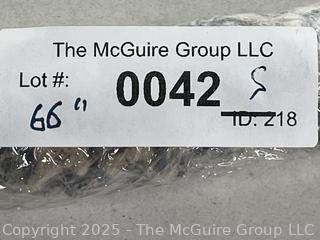 The McGuire Group LLC
Lot #: 0042 S
66" ID: 218
Copyright © 2025 - The McGuire Group LLC